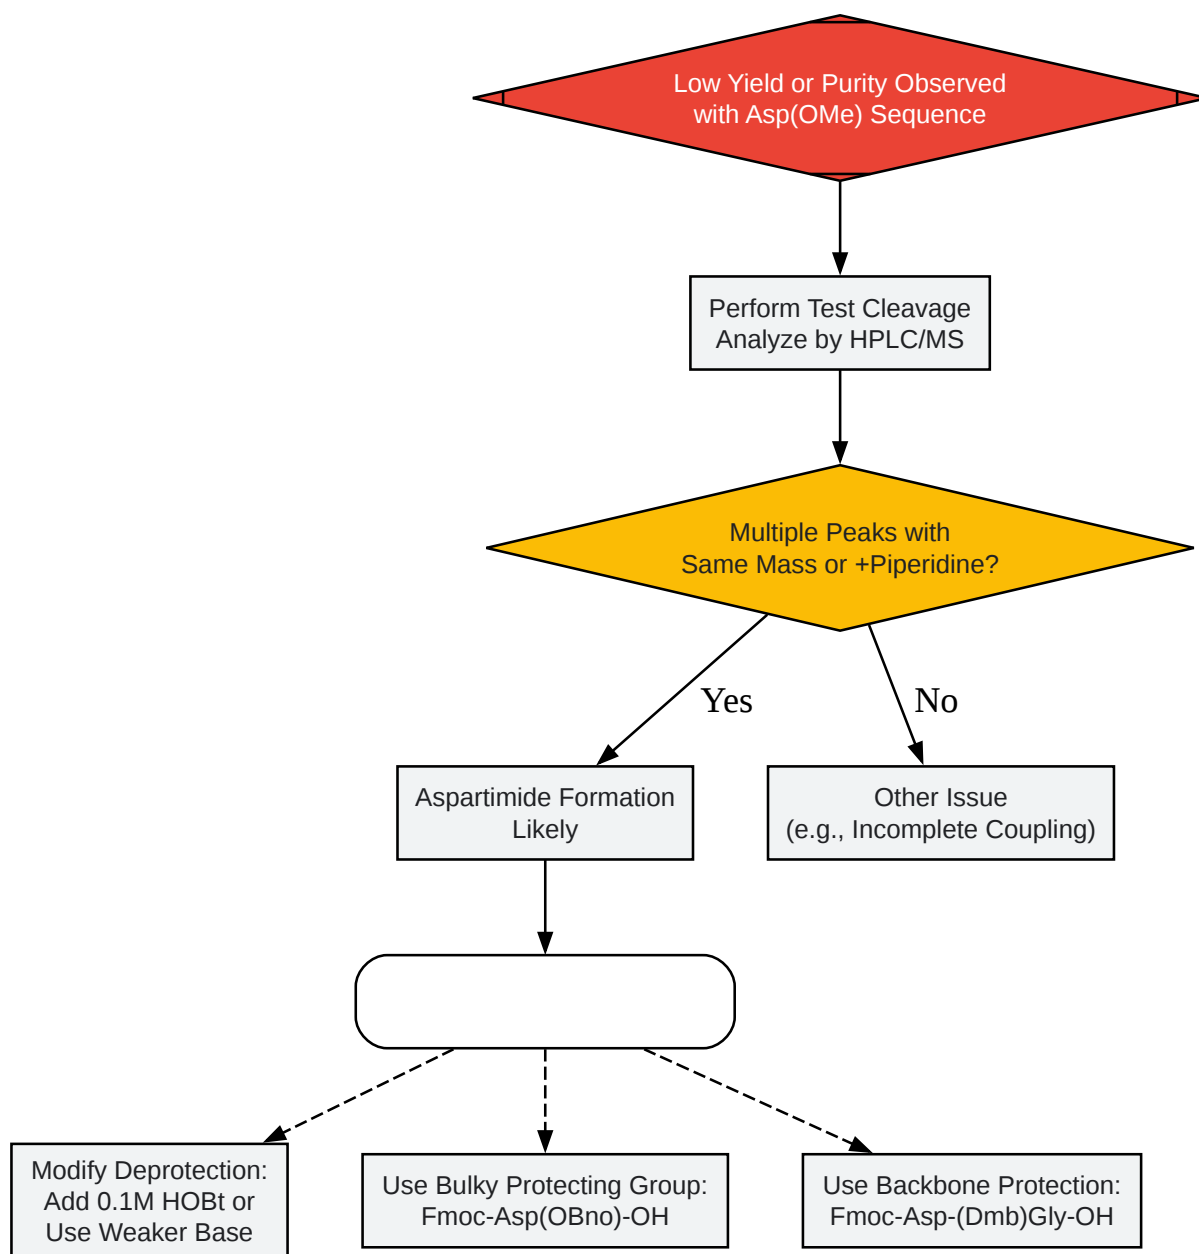 Low Yield or Purity Observed
with Asp(OMe) Sequence
Perform Test Cleavage
Analyze by HPLC/MS
Multiple Peaks with
Same Mass or +Piperidine?
Yes
No
Aspartimide Formation
Likely
Other Issue
(e.g., Incomplete Coupling)
Modify Deprotection:
Add 0.1M HOBt or
Use Weaker Base
Use Bulky Protecting Group:
Fmoc-Asp(OBno)-OH
Use Backbone Protection:
Fmoc-Asp-(Dmb)Gly-OH